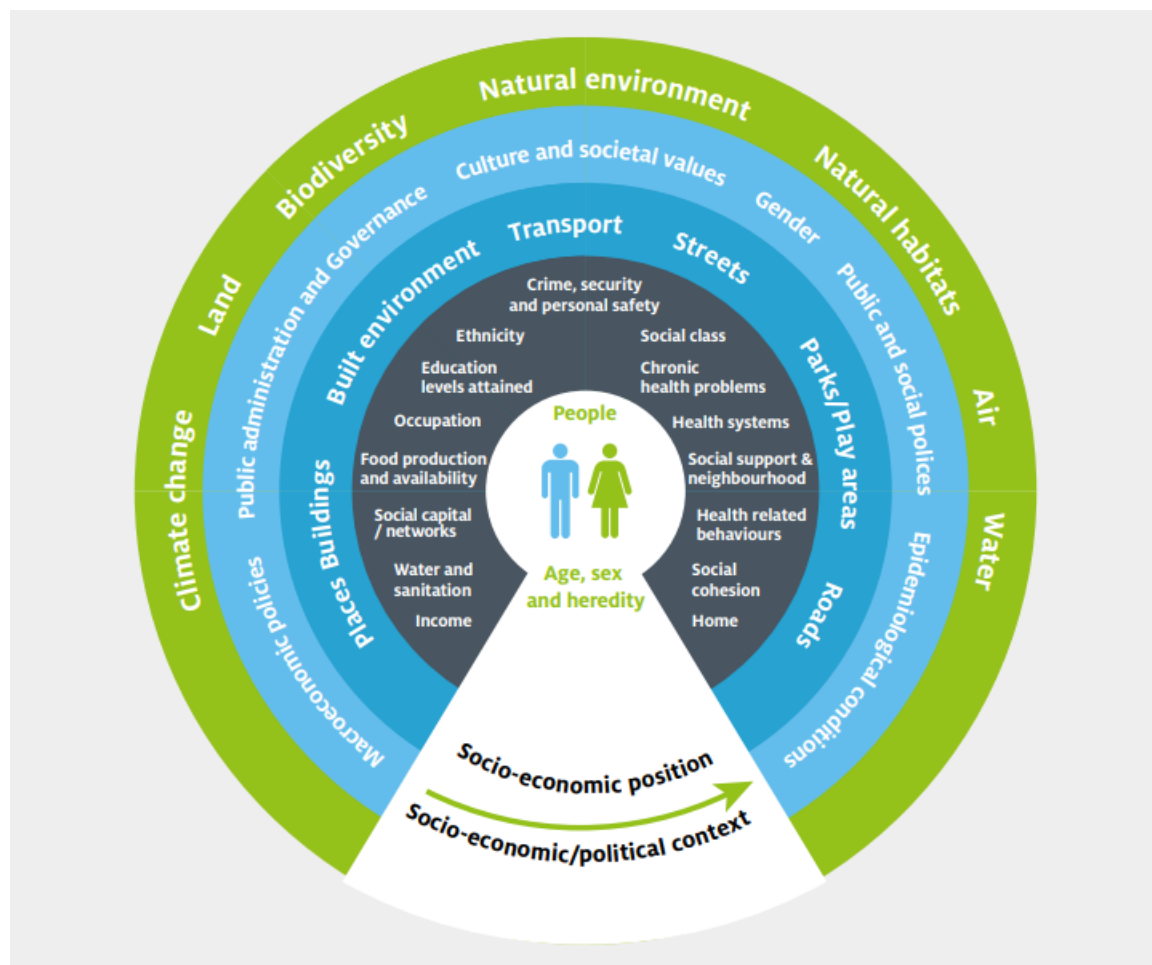 Natural environment
Biodiversity
Land
Climate change
Natural habitats
Air
Water
Culture and societal values
Public administration and Governance
Macroeconomic policies
Gender
Public and social polices
Epidemiological conditions
Transport
Built environment
Buildings
Places
Streets
Parks/Play areas
Roads
Crime, security
and personal safety
Ethnicity
Education
levels attained
Occupation
Food production
and availability
Social capital
/ networks
Water and
sanitation
Income
Social class
Chronic
health problems
Health systems
Social support &
neighbourhood
Health related
behaviours
Social
cohesion
Home
People
Age, sex
and heredity
Socio-economic position
Socio-economic/political context